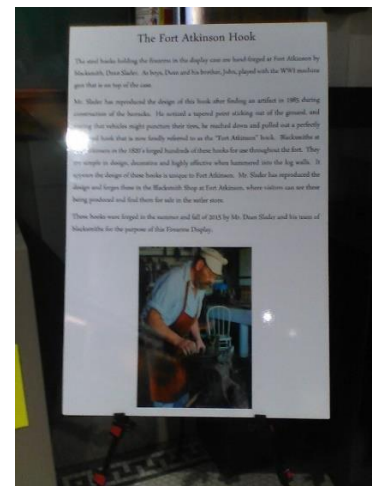 The Fort Atkinson Hook
The steel hooks holding the firearms in the display case are hand forged at Fort Atkinson by
blacksmith, Dean Slader. As boys, Dean and his brother, John, played with the WWI machine
gun that is on top of the case.
Mr. Slader has reproduced the design of this hook after finding an artifact in 1985 during
construction of the barracks. He noticed a tapered point sticking out of the ground, and
that vehicles might puncture their tires, he reached down and pulled out a perfectly
hook that is now fondly referred to as the "Fort Atkinson" hook. Blacksmiths at
in the 1820's forged hundreds of these hooks for use throughout the fort. They
are simple in design, decorative and highly effective when hammered into the log walls. It
appears the design of these hooks is unique to Fort Atkinson. Mr. Slader has reproduced the
design and forges these in the Blacksmith Shop at Fort Atkinson, where visitors can see them
being produced and find them for sale in the sutler store.
These hooks were forged in the summer and fall of 2015 by Mr. Dean Slader and his team of
blacksmiths for the purpose of this Firearms Display.